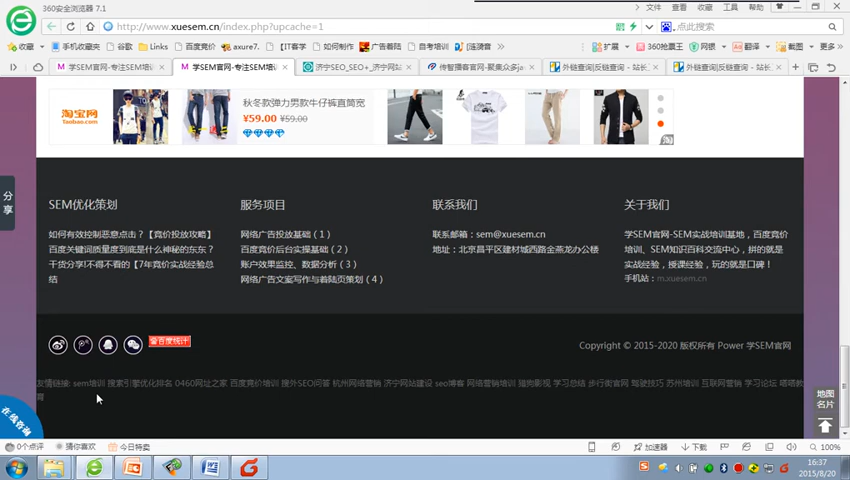 360安全浏览器 7.1
文件 查看 收藏 工具 帮助
http://www.xuesem.cn/index.php?upcache=1
点此搜索
收藏 手机收藏夹 谷歌 Links 百度竞价 axure7. 【IT赛学 如何制作 广告着陆 自考培训 扩展 360抢票王 网银 翻译 截图 更多
学SEM官网-专注SEM培训 学SEM官网-专注SEM培训 济宁SEO_SEO+_济宁网站 传智播客官网-聚集众多ja 外链查询|反链查询 - 站长 外链查询|反链查询 - 站长
淘宝网
Taobao.com
秋冬款弹力男款牛仔裤直筒宽
¥59.00 ¥59.00
淘
分享
SEM优化策划 服务项目 联系我们 关于我们
如何有效控制恶意点击？【竞价投放攻略】 网络广告投放基础 ( 1 ) 联系邮箱：sem@xuesem.cn 学SEM官网-SEM实战培训基地，百度竞价
百度关键词质量度到底是什么神秘的东东？ 百度竞价后台实操基础 ( 2 ) 地址：北京昌平区建材城西路金燕龙办公楼 培训、SEM知识百科交流中心，拼的就是
干货分享!不得不看的【7年竞价实战经验总 账户效果监控、数据分析 ( 3 ) 实战经验，授课经验，玩的就是口碑！
结 网络广告文案写作与着陆页策划 ( 4 ) 手机站：m.xuesem.cn
百度统计
Copyright © 2015-2020 版权所有 Power 学SEM官网
友情链接: sem培训 搜索引擎优化排名 0460网址之家 百度竞价培训 搜外SEO问答 杭州网络营销 济宁网站建设 seo博客 网络营销培训 猫狗影视 学习总结 步行街官网 驾驶技巧 苏州培训 互联网营销 学习论坛 嗒嗒教
育
在线咨询
地图
名片
0个点评 猜你喜欢 今日特卖 加速器 下载 100%
16:37
2015/8/20